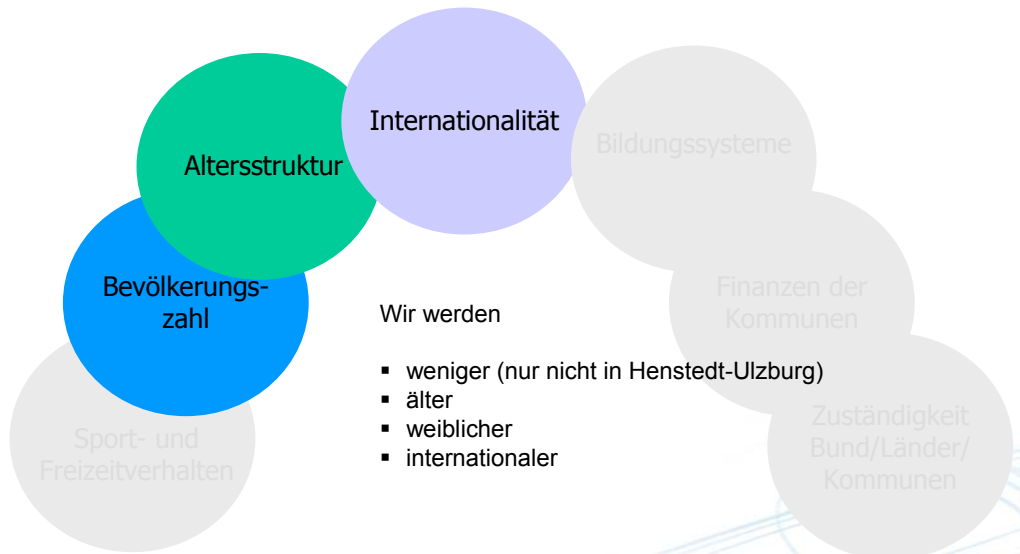 Internationalität
Bildungssysteme
Altersstruktur
Bevölkerungs-
zahl
Finanzen der
Kommunen
Wir werden
▪ weniger (nur nicht in Henstedt-Ulzburg)
▪ älter
▪ weiblicher
▪ internationaler
Sport- und
Freizeitverhalten
Zuständigkeit
Bund/Länder/
Kommunen